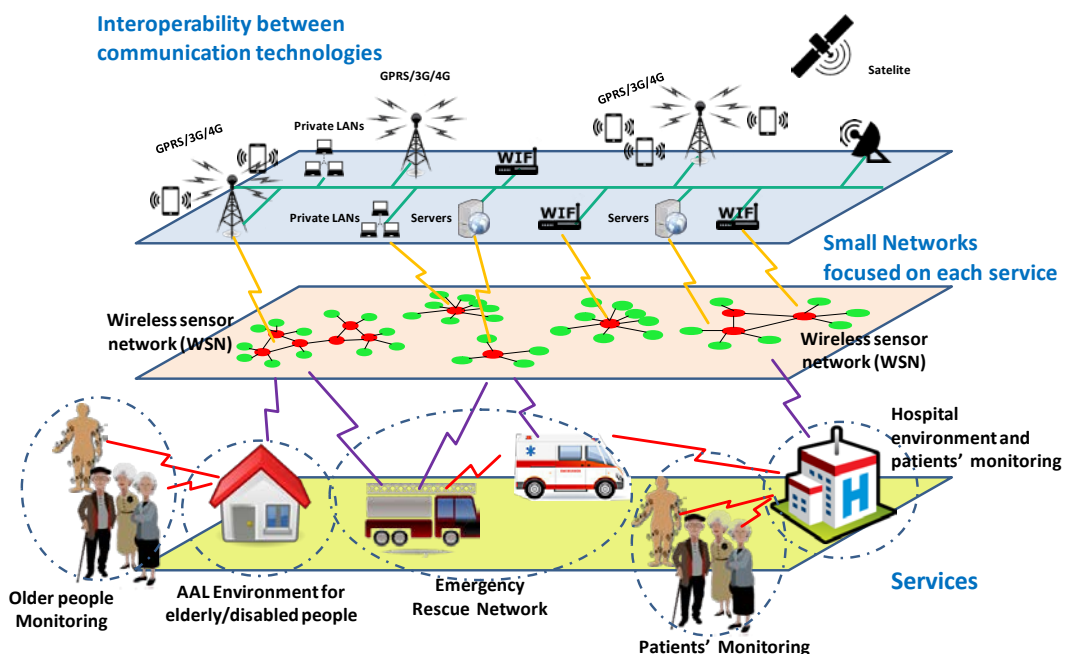 Interoperability between
communication technologies
GPRS/3G/4G
GPRS/3G/4G
Satelite
GPRS/3G/4G
Private LANs
WIFI
Private LANs
Servers
WIFI
Servers
WIFI
Small Networks
focused on each service
Wireless sensor
network (WSN)
Wireless sensor
network (WSN)
Hospital
environment and
patients' monitoring
H
Older people
Monitoring
AAL Environment for
elderly/disabled people
Emergency
Rescue Network
Services
Patients' Monitoring